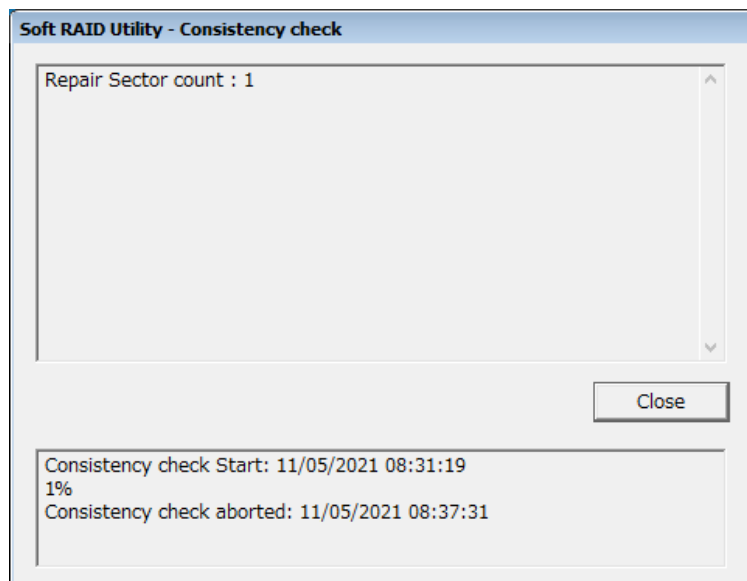 Soft RAID Utility - Consistency check
Repair Sector count : 1
Close
Consistency check Start: 11/05/2021 08:31:19
1%
Consistency check aborted: 11/05/2021 08:37:31